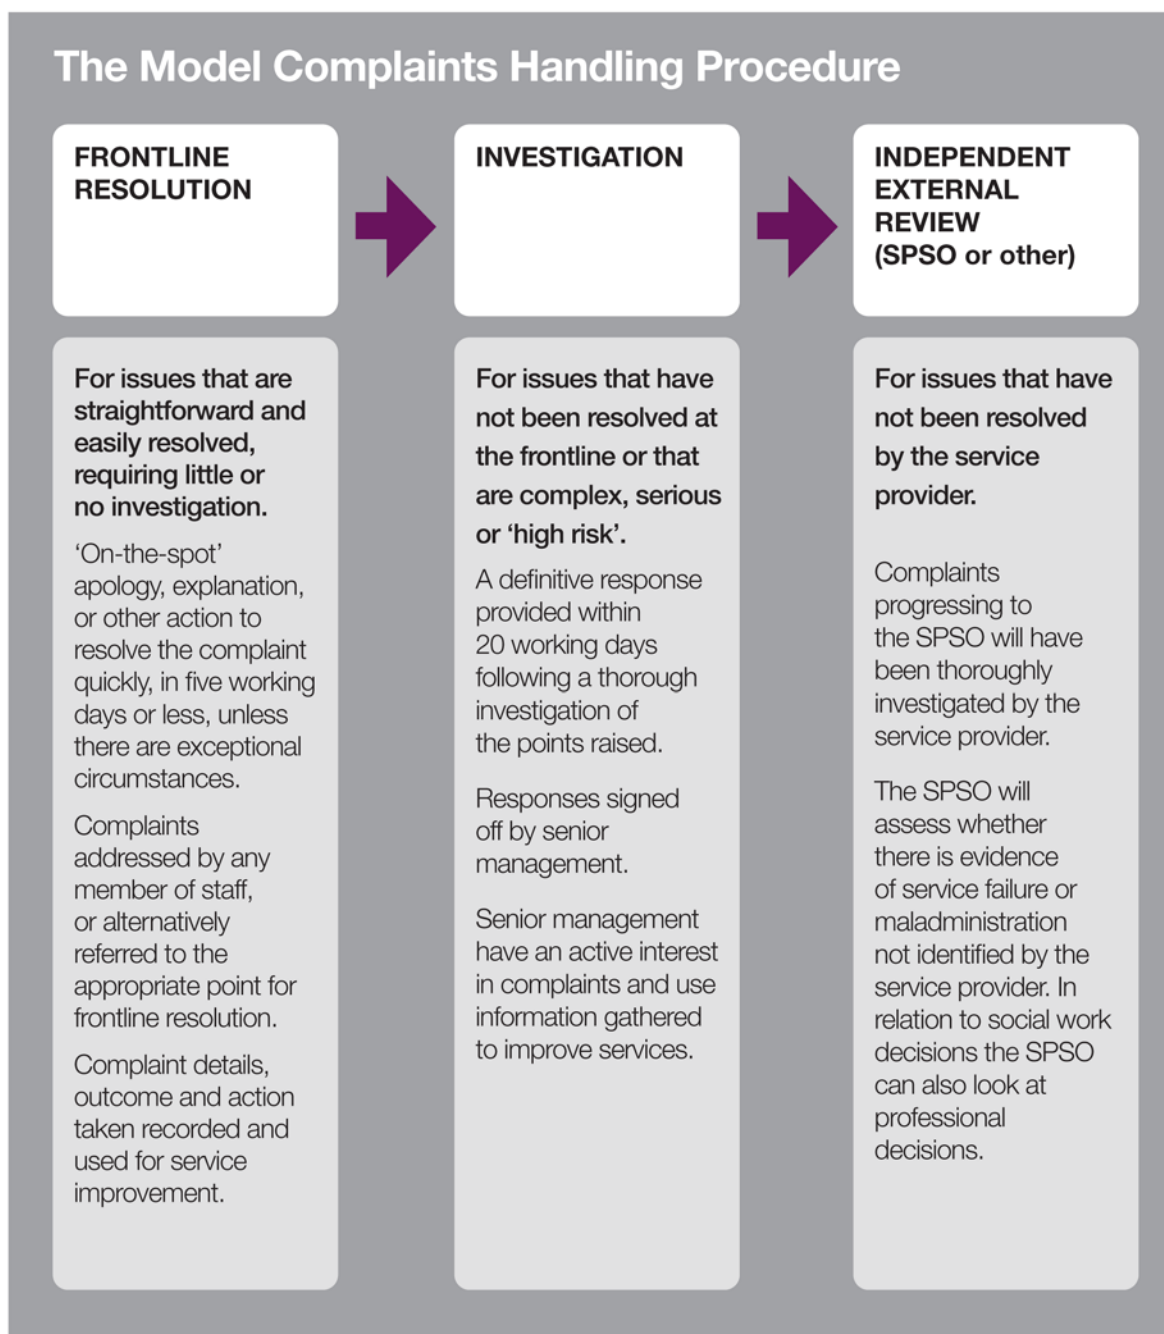 The Model Complaints Handling Procedure
FRONTLINE
RESOLUTION
For issues that are
straightforward and
easily resolved,
requiring little or
no investigation.
‘On-the-spot’
apology, explanation,
or other action to
resolve the complaint
quickly, in five working
days or less, unless
there are exceptional
circumstances.
Complaints
addressed by any
member of staff,
or alternatively
referred to the
appropriate point for
frontline resolution.
Complaint details,
outcome and action
taken recorded and
used for service
improvement.
INVESTIGATION
For issues that have
not been resolved at
the frontline or that
are complex, serious
or ‘high risk’.
A definitive response
provided within
20 working days
following a thorough
investigation of
the points raised.
Responses signed
off by senior
management.
Senior management
have an active interest
in complaints and use
information gathered
to improve services.
INDEPENDENT
EXTERNAL
REVIEW
(SPSO or other)
For issues that have
not been resolved
by the service
provider.
Complaints
progressing to
the SPSO will have
been thoroughly
investigated by the
service provider.
The SPSO will
assess whether
there is evidence
of service failure or
maladministration
not identified by the
service provider. In
relation to social work
decisions the SPSO
can also look at
professional
decisions.